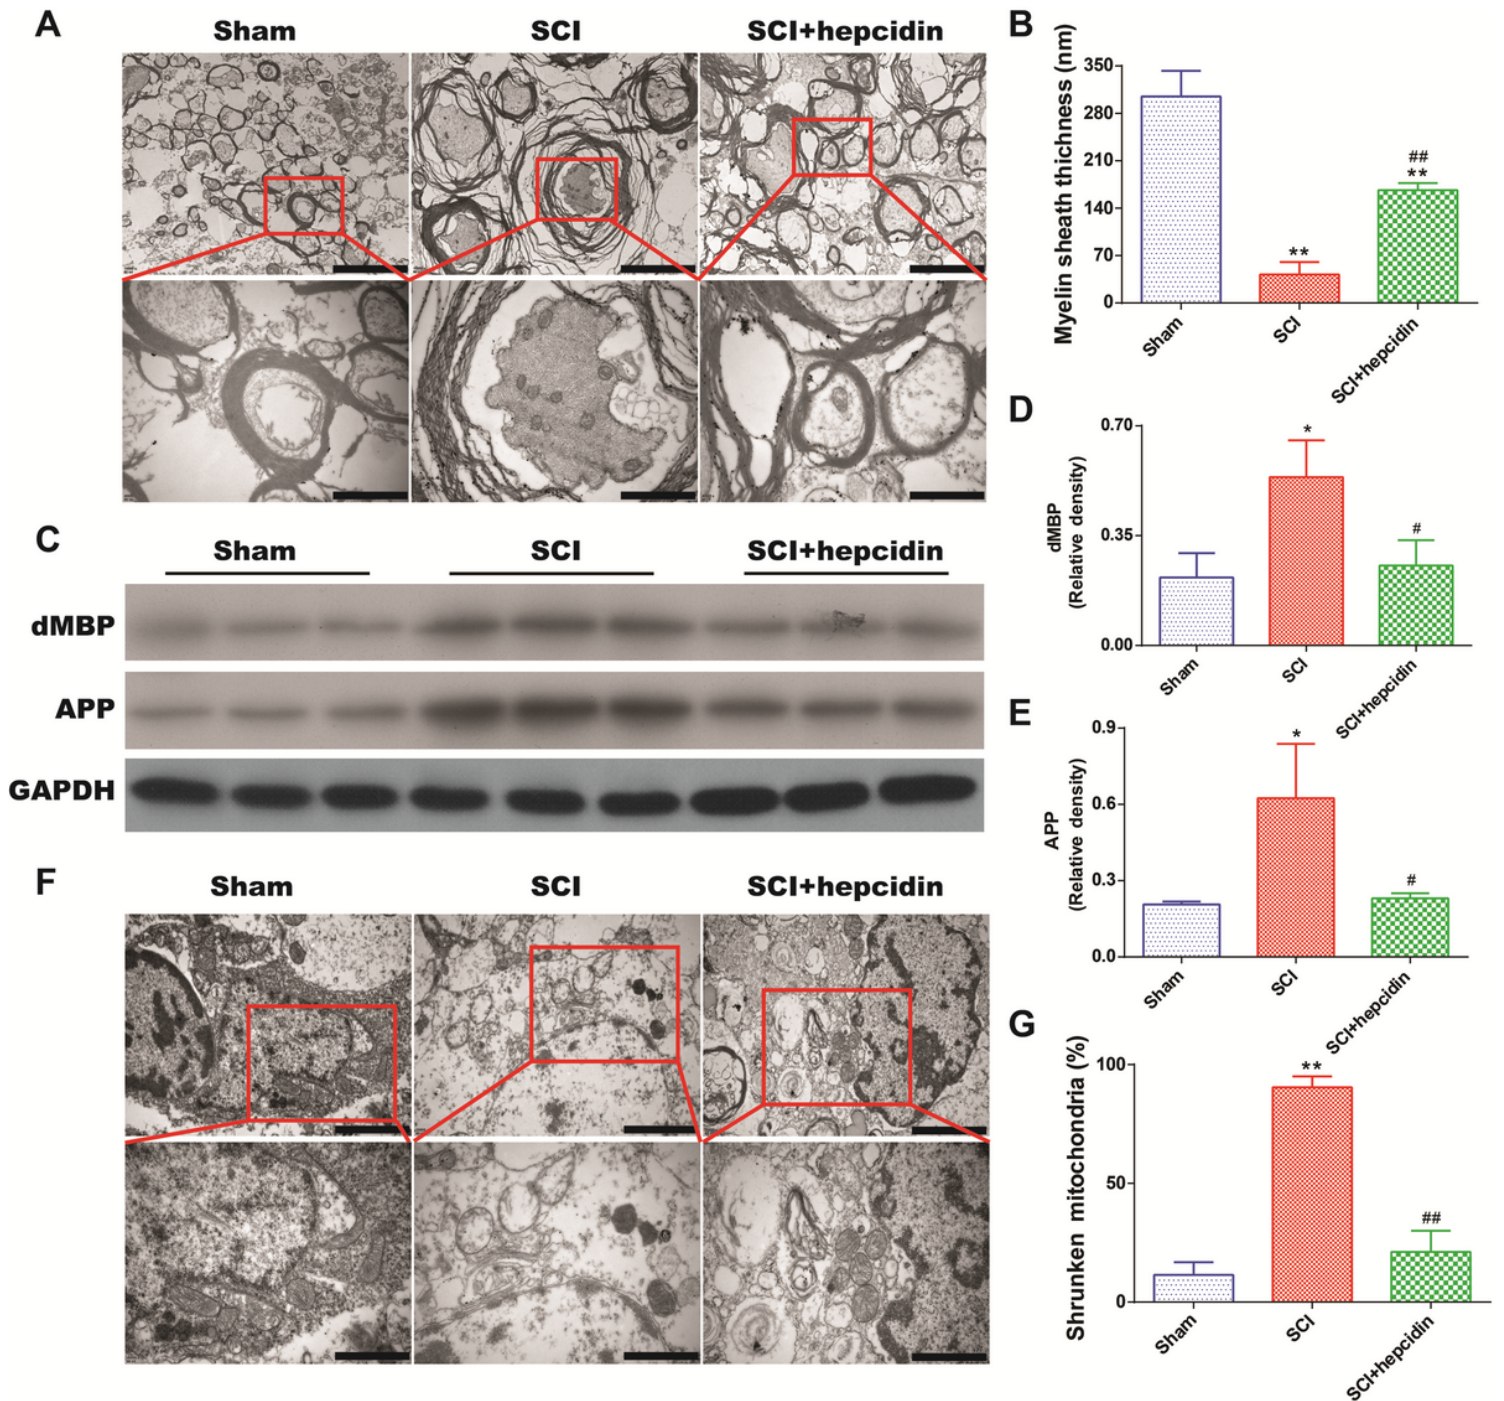 A
Sham
SCI
SCI+hepcidin
B
Myelin sheath thichness (nm)
350
280
210
140
70
0
**
##
**
Sham
SCI
SCI+hepcidin
C
Sham
SCI
SCI+hepcidin
dMBP
APP
GAPDH
D
dMBP
(Relative density)
0.70
0.35
0.00
*
#
Sham
SCI
SCI+hepcidin
E
APP
(Relative density)
0.9
0.6
0.3
0.0
*
#
Sham
SCI
SCI+hepcidin
F
Sham
SCI
SCI+hepcidin
G
Shrunken mitochondria (%)
100
50
0
**
##
Sham
SCI
SCI+hepcidin